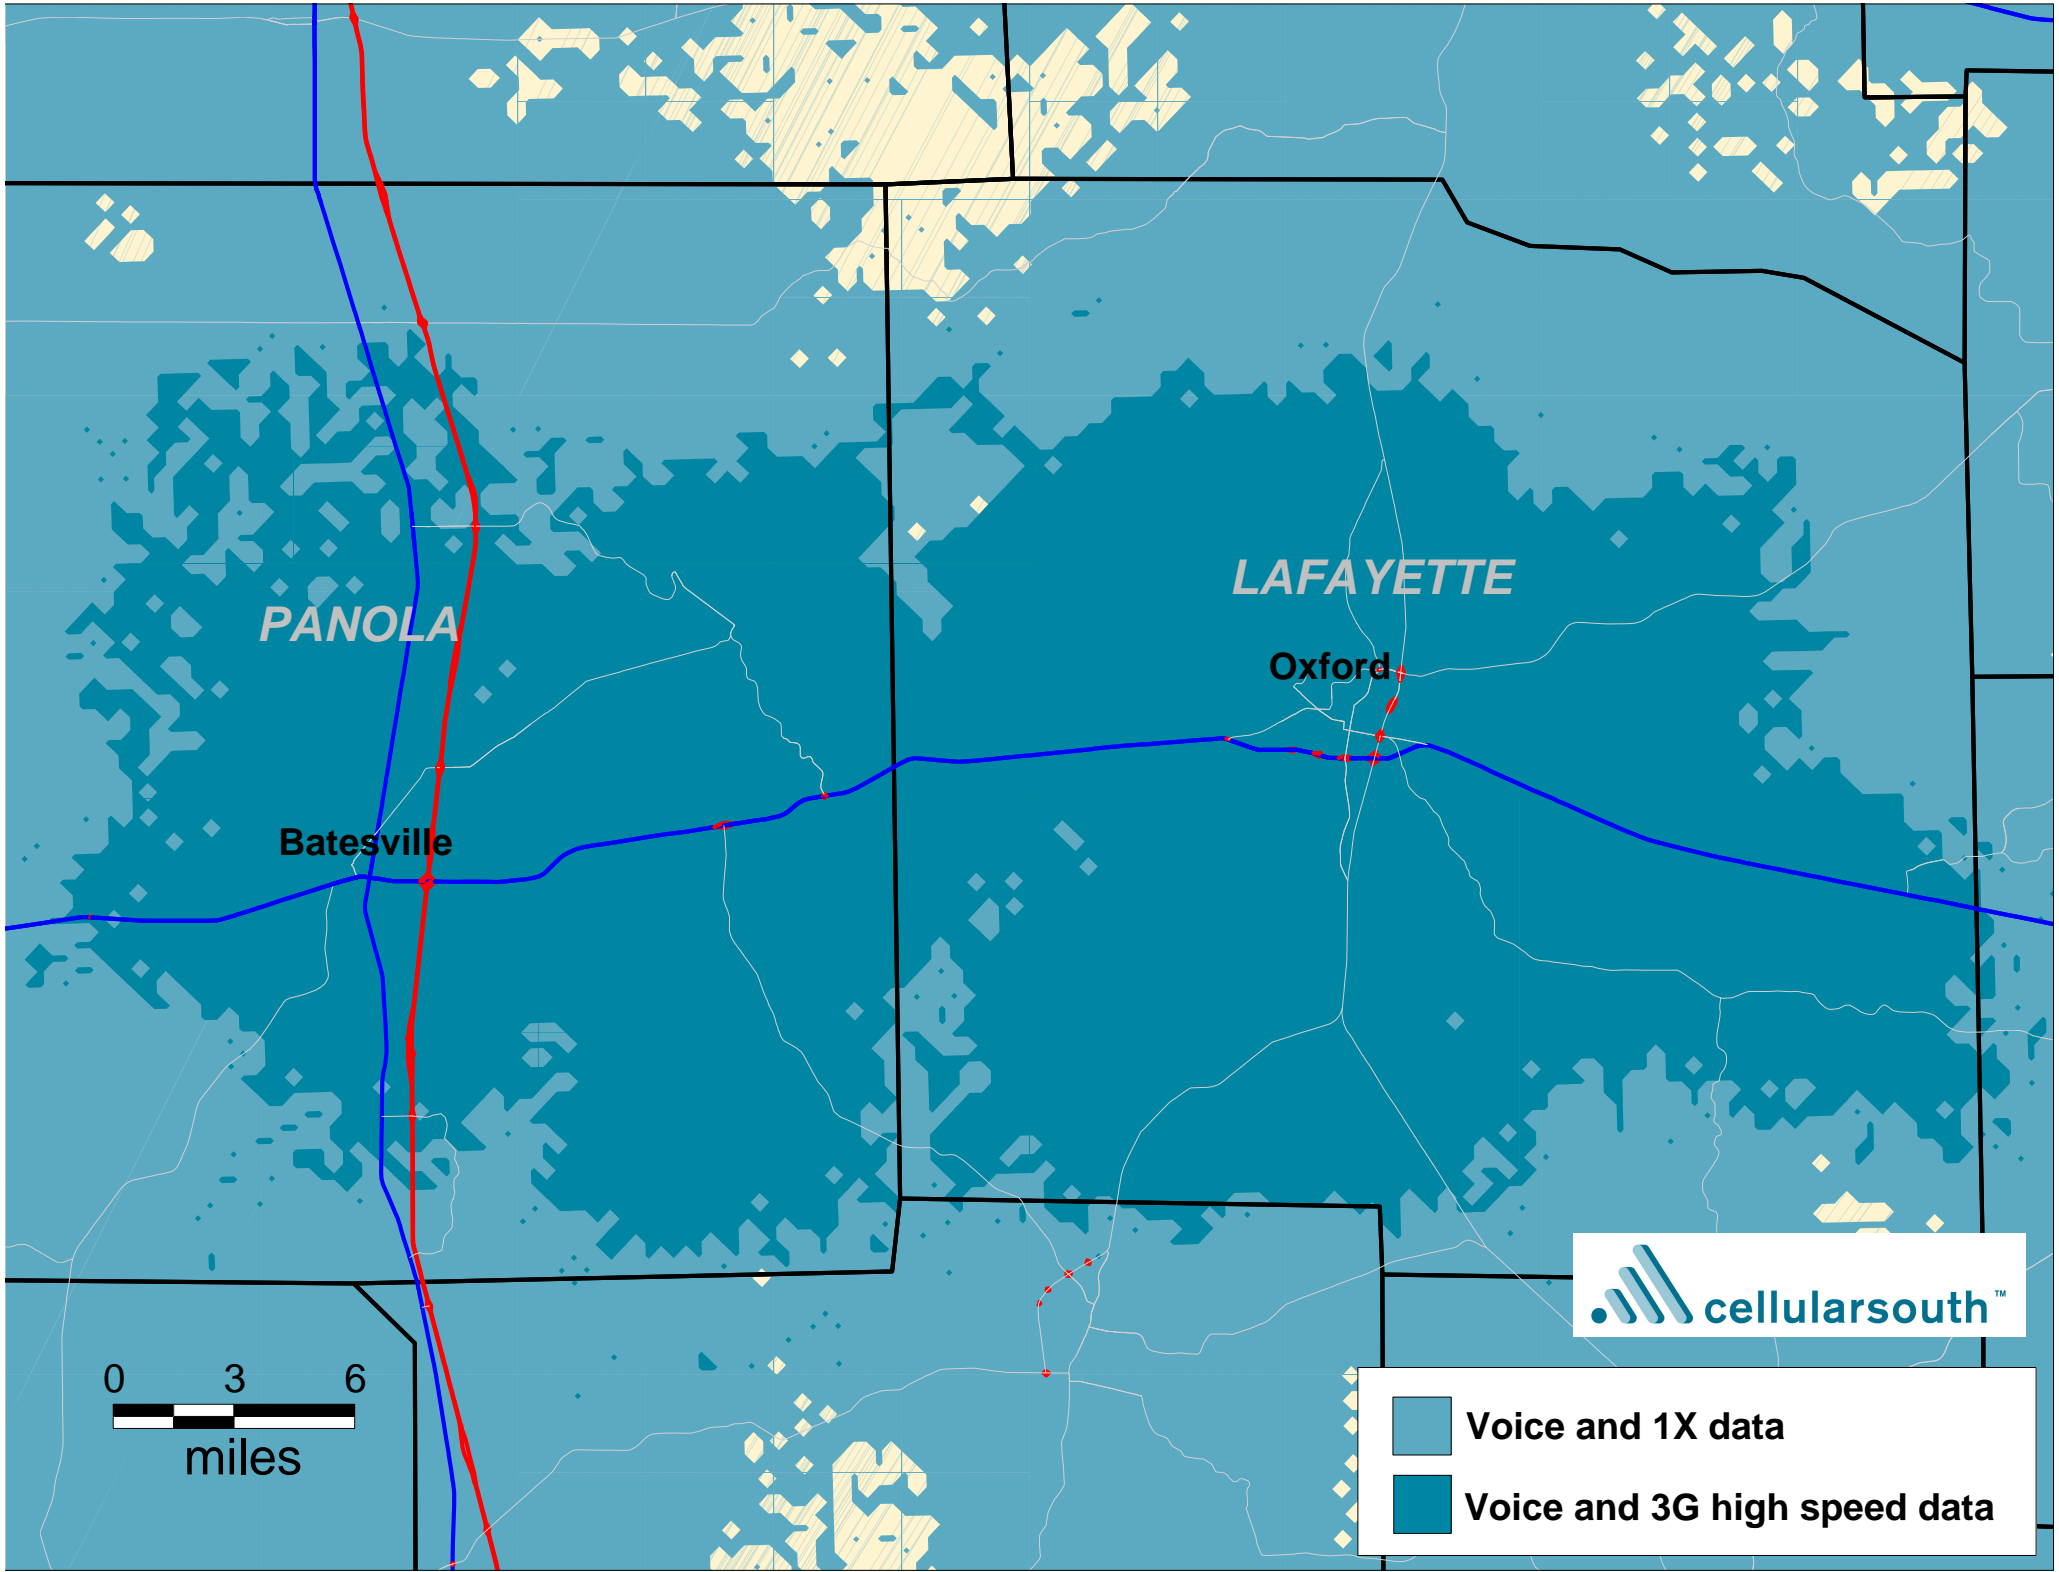 LAFAYETTE
PANOLA
Oxford
Batesville
cellularsouth™
0 3 6
miles
Voice and 1X data
Voice and 3G high speed data